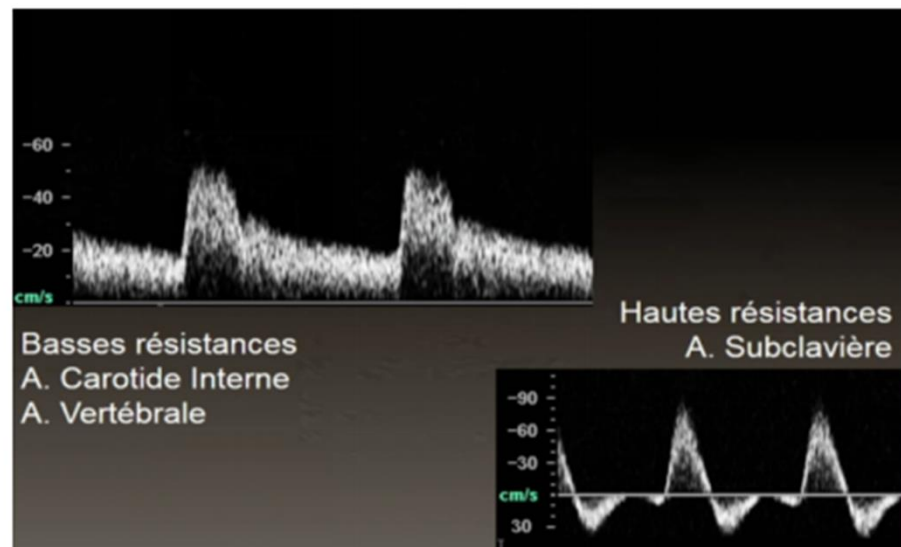 -60
-40
-20
cm/s
Basses résistances
A. Carotide Interne
A. Vertébrale
Hautes résistances
A. Subclavière
-90
-60
-30
cm/s
30